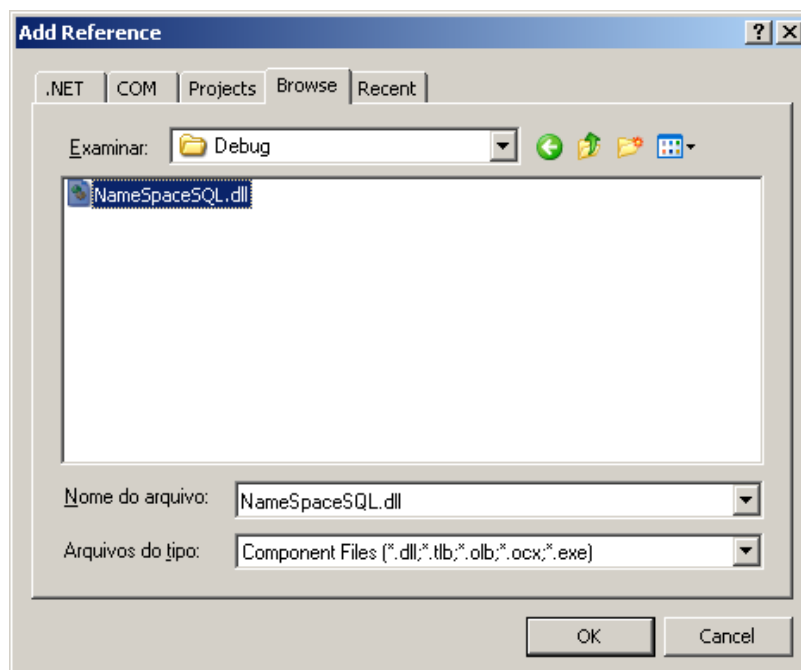 Add Reference
.NET COM Projects Browse Recent
Examinar: Debug
NameSpaceSQL.dll
Nome do arquivo: NameSpaceSQL.dll
Arquivos do tipo: Component Files (*.dll;*.tlb;*.olb;*.ocx;*.exe)
OK Cancel